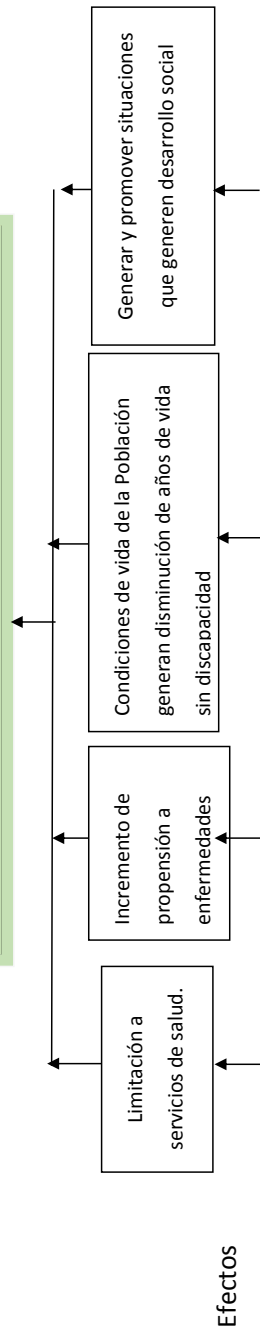 Efectos
Limitación a
servicios de salud.
Incremento de
propensión a
enfermedades
Condiciones de vida de la Población
generan disminución de años de vida
sin discapacidad
Generar y promover situaciones
que generen desarrollo social